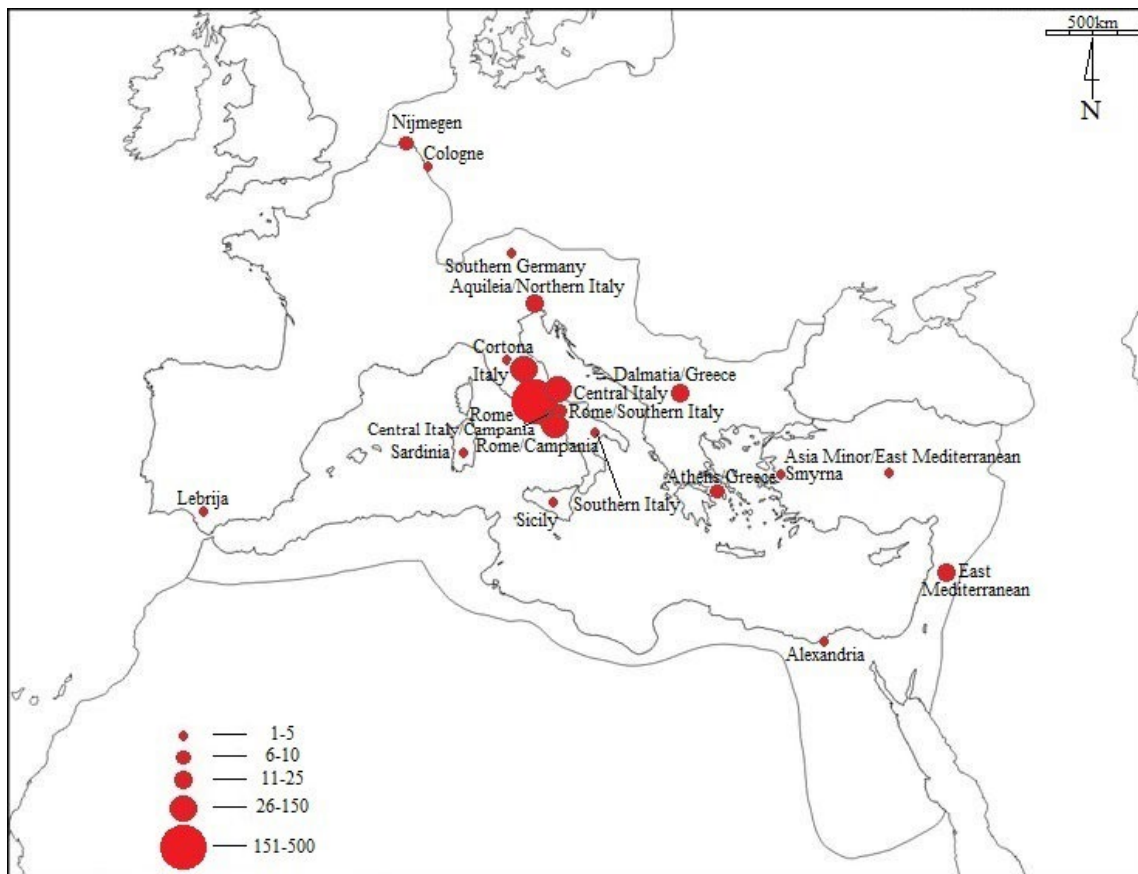 500km
N
Nijmegen
Cologne
Southern Germany
Aquileia/Northern Italy
Cortona
Italy
Dalmatia/Greece
Central Italy
Rome
Rome/Southern Italy
Central Italy/Campania
Rome/Campania
Sardinia
Asia Minor/East Mediterranean
Smyrna
Athens/Greece
Lebrija
Sicily
Southern Italy
East
Mediterranean
Alexandria
1-5
6-10
11-25
26-150
151-500